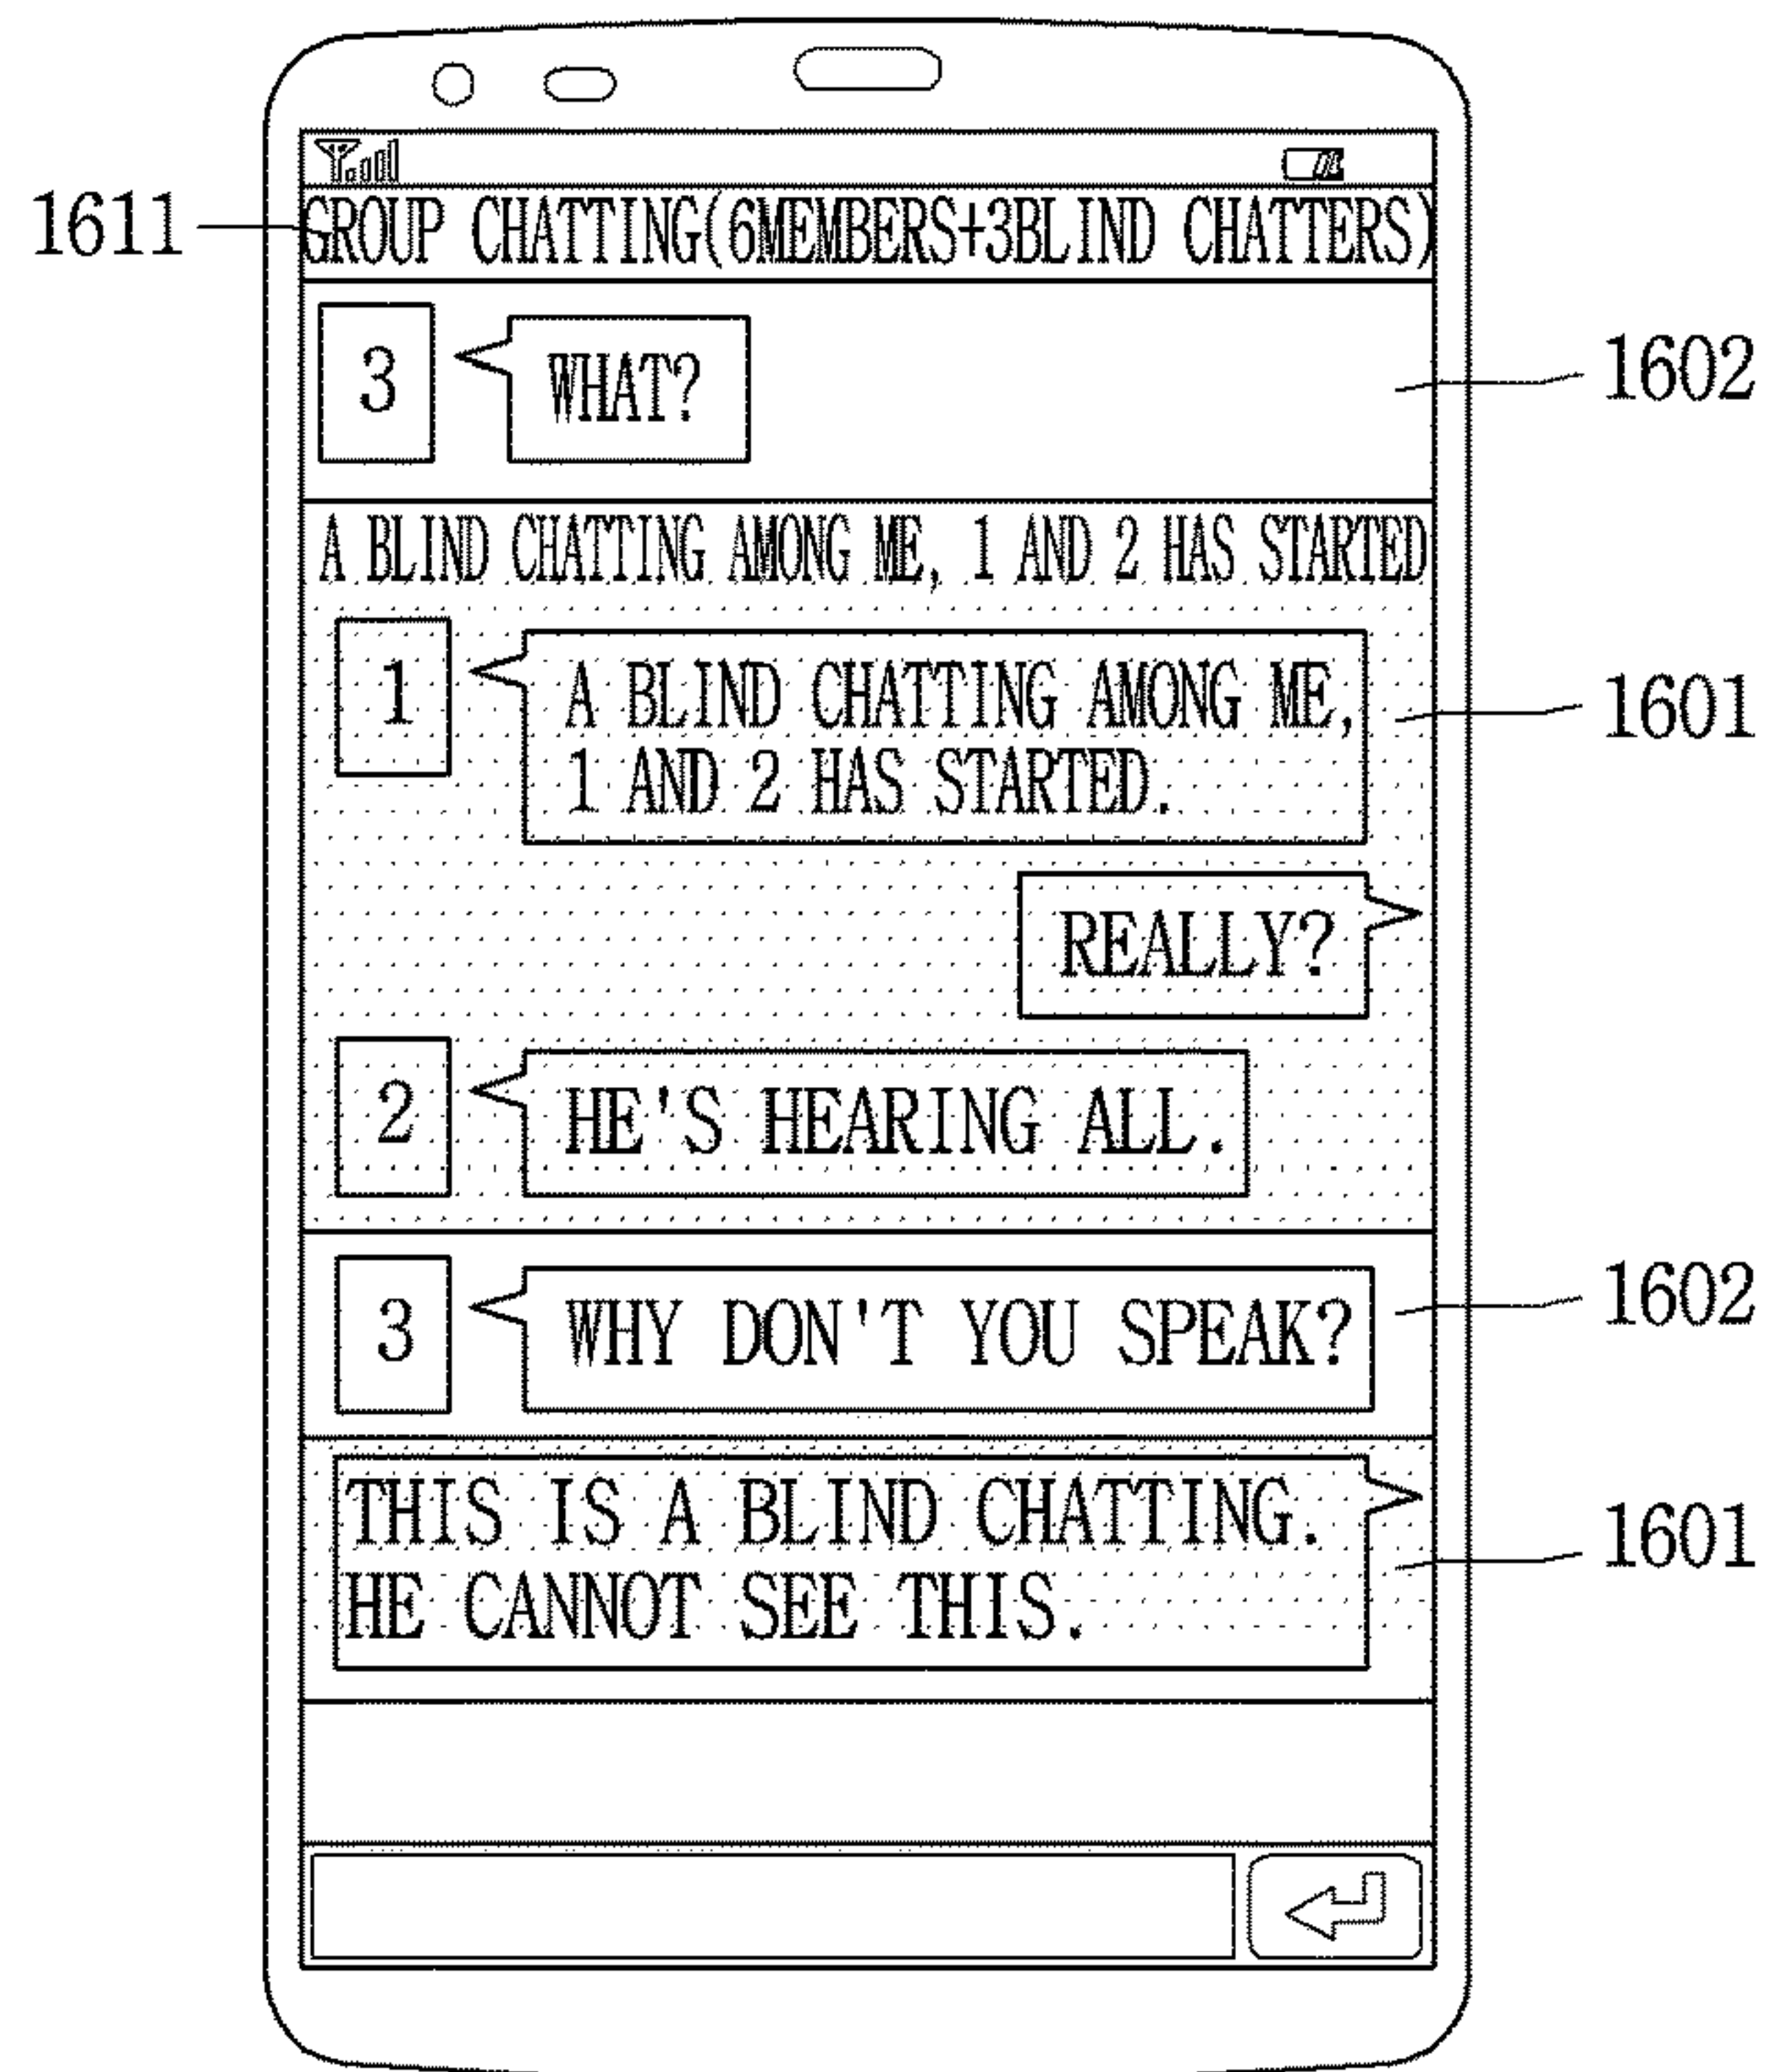 1611
GROUP CHATTING(6MEMBERS+3BLIND CHATTERS)
3
WHAT?
1602
A BLIND CHATTING AMONG ME, 1 AND 2 HAS STARTED
1
A BLIND CHATTING AMONG ME,
1 AND 2 HAS STARTED.
1601
REALLY?
2
HE'S HEARING ALL.
3
WHY DON'T YOU SPEAK?
1602
THIS IS A BLIND CHATTING.
HE CANNOT SEE THIS.
1601